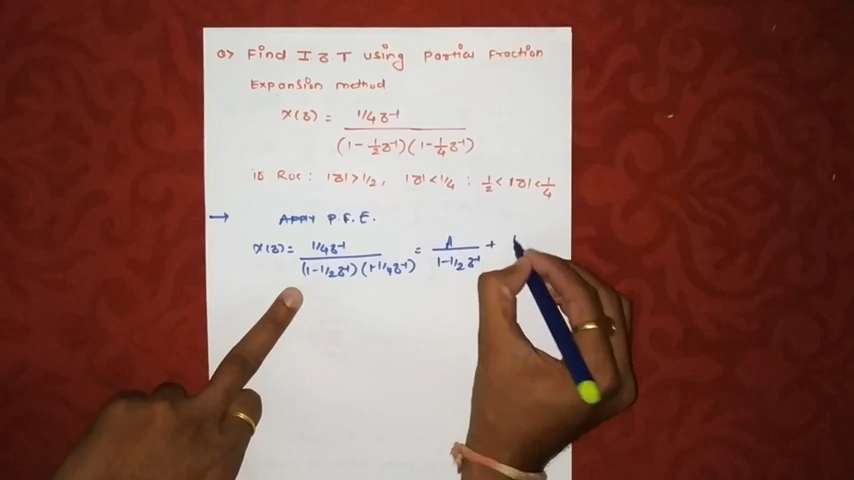 Q> Find I Z T using Partial Fraction
Expansion method
X(z) = 1/4 z⁻¹ / (1 - 1/2 z⁻¹)(1 - 1/4 z⁻¹)
if ROC: |z| > 1/2, |z| < 1/4 : 1/2 < |z| < 1/4
→ Apply P.F.E.
X(z) = 1/4 z⁻¹ / (1 - 1/2 z⁻¹)(1 - 1/4 z⁻¹) = A / 1 - 1/2 z⁻¹ +